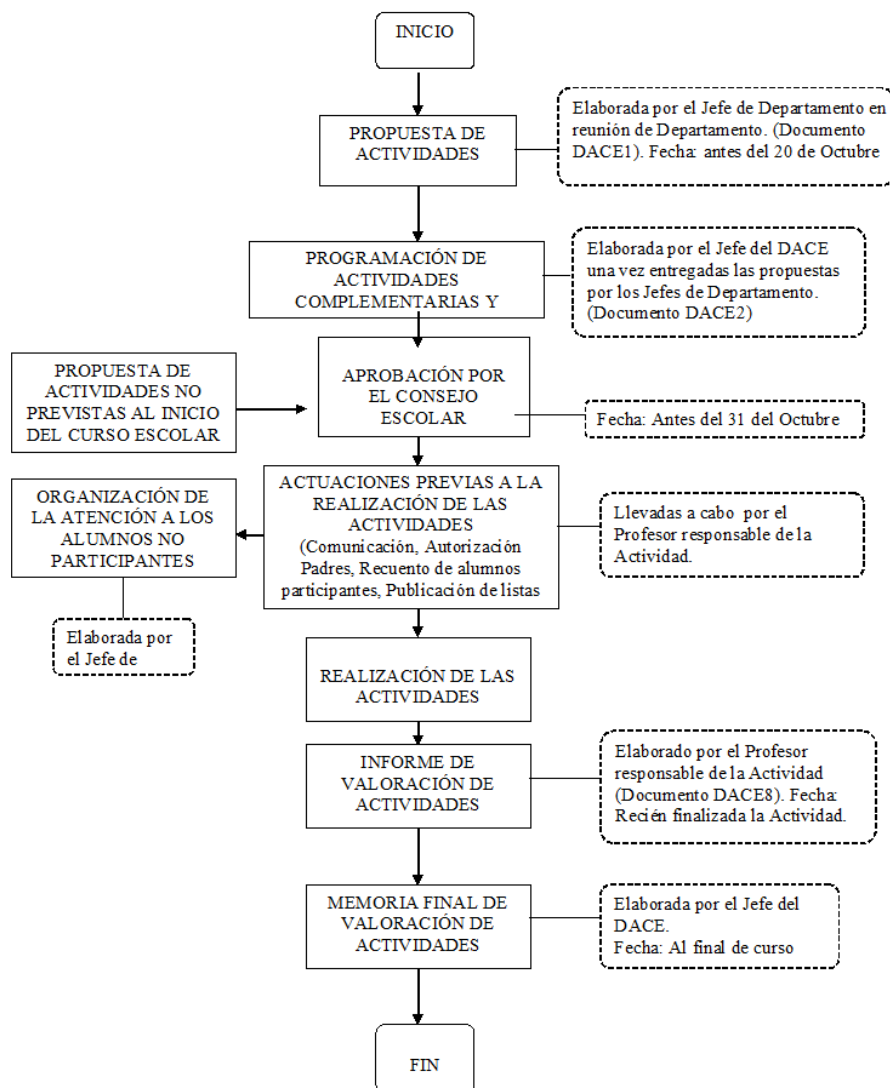 INICIO
PROPUESTA DE
ACTIVIDADES
Elaborada por el Jefe de Departamento en
reunión de Departamento. (Documento
DACE1). Fecha: antes del 20 de Octubre
PROGRAMACIÓN DE
ACTIVIDADES
COMPLEMENTARIAS Y
Elaborada por el Jefe del DACE
una vez entregadas las propuestas
por los Jefes de Departamento.
(Documento DACE2)
PROPUESTA DE
ACTIVIDADES NO
PREVISTAS AL INICIO
DEL CURSO ESCOLAR
APROBACIÓN POR
EL CONSEJO
ESCOLAR
Fecha: Antes del 31 del Octubre
ORGANIZACIÓN DE
LA ATENCIÓN A LOS
ALUMNOS NO
PARTICIPANTES
ACTUACIONES PREVIAS A LA
REALIZACIÓN DE LAS
ACTIVIDADES
(Comunicación, Autorización
Padres, Recuento de alumnos
participantes, Publicación de listas
Llevadas a cabo por el
Profesor responsable de la
Actividad.
Elaborada por
el Jefe de
REALIZACIÓN DE LAS
ACTIVIDADES
INFORME DE
VALORACIÓN DE
ACTIVIDADES
Elaborado por el Profesor
responsable de la Actividad
(Documento DACE8). Fecha:
Recién finalizada la Actividad.
MEMORIA FINAL DE
VALORACIÓN DE
ACTIVIDADES
Elaborada por el Jefe del
DACE.
Fecha: Al final de curso
FIN